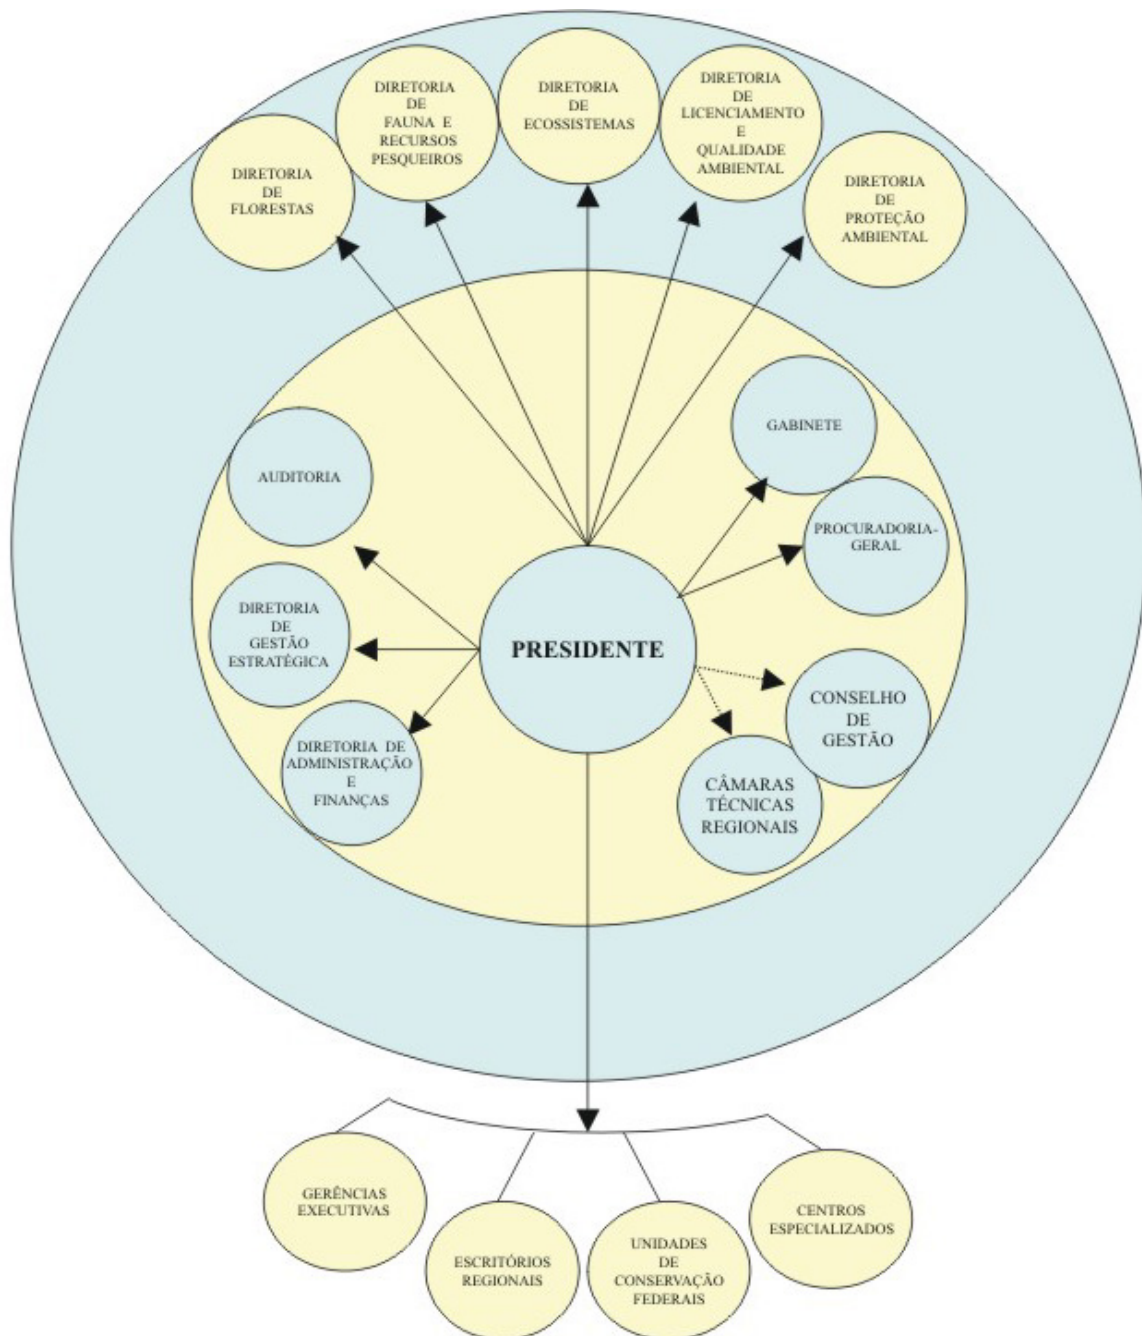 DIRETORIA
DE
FLORESTAS
DIRETORIA
DE
FAUNA E
RECURSOS
PESQUEIROS
DIRETORIA
DE
ECOSSISTEMAS
DIRETORIA
DE
LICENCIAMENTO
E
QUALIDADE
AMBIENTAL
DIRETORIA
DE
PROTEÇÃO
AMBIENTAL
AUDITORIA
GABINETE
PROCURADORIA-
GERAL
DIRETORIA
DE
GESTÃO
ESTRATÉGICA
PRESIDENTE
DIRETORIA DE
ADMINISTRAÇÃO
E
FINANÇAS
CONSELHO
DE
GESTÃO
CÂMARAS
TÉCNICAS
REGIONAIS
GERÊNCIAS
EXECUTIVAS
ESCRITÓRIOS
REGIONAIS
UNIDADES
DE
CONSERVAÇÃO
FEDERAIS
CENTROS
ESPECIALIZADOS